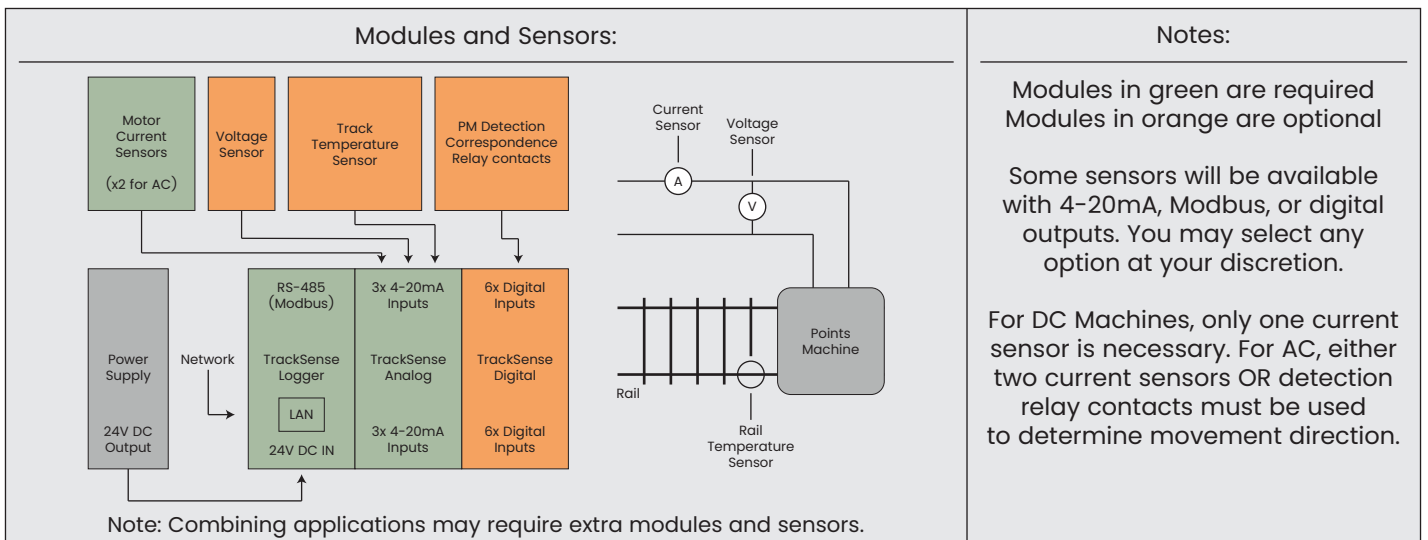 Modules and Sensors:
Motor
Current
Sensors
(x2 for AC)
Voltage
Sensor
Track
Temperature
Sensor
PM Detection
Correspondence
Relay contacts
Power
Supply
24V DC
Output
Network
RS-485
(Modbus)
TrackSense
Logger
LAN
24V DC IN
3x 4-20mA
Inputs
TrackSense
Analog
3x 4-20mA
Inputs
6x Digital
Inputs
TrackSense
Digital
6x Digital
Inputs
Current
Sensor
Voltage
Sensor
A
V
Points
Machine
Rail
Rail
Temperature
Sensor
Note: Combining applications may require extra modules and sensors.
Notes:
Modules in green are required
Modules in orange are optional
Some sensors will be available
with 4-20mA, Modbus, or digital
outputs. You may select any
option at your discretion.
For DC Machines, only one current
sensor is necessary. For AC, either
two current sensors OR detection
relay contacts must be used
to determine movement direction.